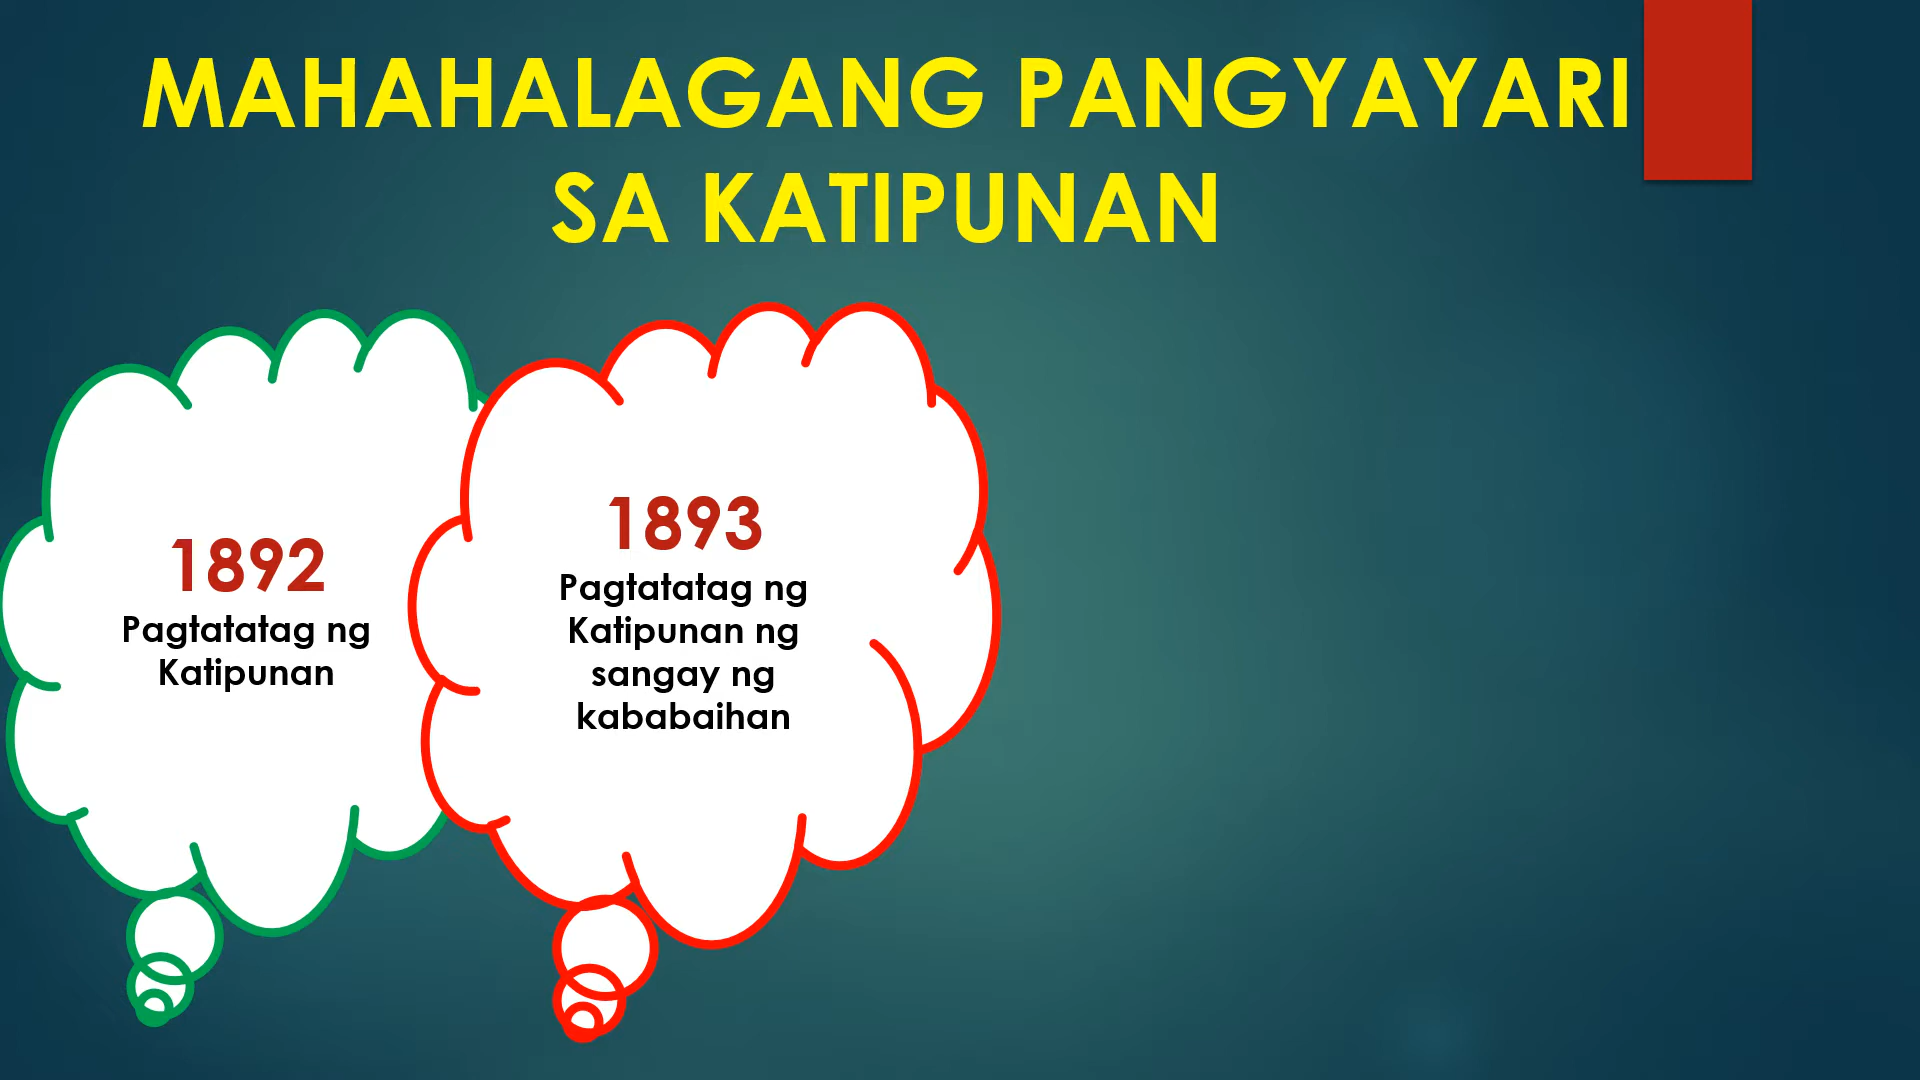 MAHAHALAGANG PANGYAYARI
SA KATIPUNAN
1892
Pagtatatag ng
Katipunan
1893
Pagtatatag ng
Katipunan ng
sangay ng
kababaihan